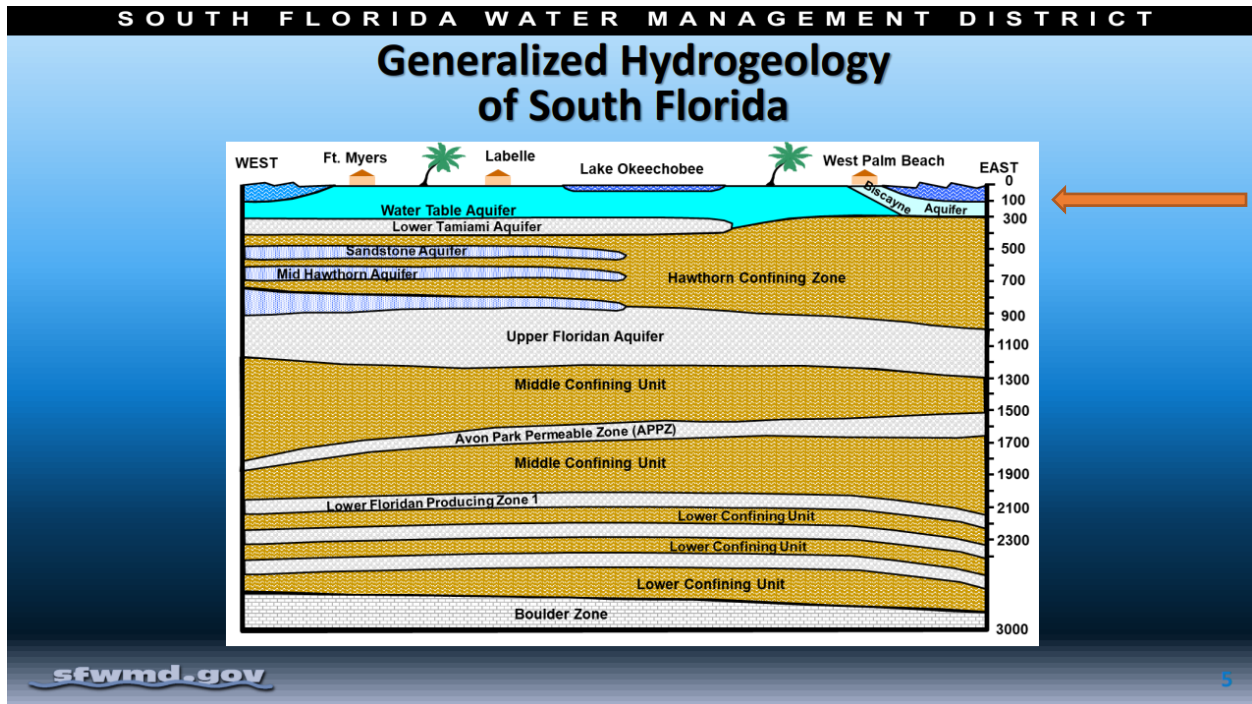 SOUTH FLORIDA WATER MANAGEMENT DISTRICT
Generalized Hydrogeology
of South Florida
WEST
Ft. Myers
Labelle
Lake Okeechobee
West Palm Beach
EAST
0
100
300
500
700
900
1100
1300
1500
1700
1900
2100
2300
3000
Biscayne
Aquifer
Water Table Aquifer
Lower Tamiami Aquifer
Sandstone Aquifer
Mid Hawthorn Aquifer
Hawthorn Confining Zone
Upper Floridan Aquifer
Middle Confining Unit
Avon Park Permeable Zone (APPZ)
Middle Confining Unit
Lower Floridan Producing Zone 1
Lower Confining Unit
Lower Confining Unit
Lower Confining Unit
Boulder Zone
sfwmd.gov
5